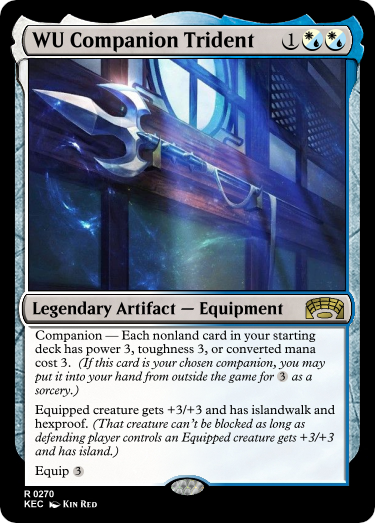 WU Companion Trident 1
Legendary Artifact — Equipment
Companion — Each nonland card in your starting
deck has power 3, toughness 3, or converted mana
cost 3. (If this card is your chosen companion, you may
put it into your hand from outside the game for 3 as a
sorcery.)
Equipped creature gets +3/+3 and has islandwalk and
hexproof. (That creature can't be blocked as long as
defending player controls an Equipped creature gets +3/+3
and has island.)
Equip 3
R 0270
KEC Kin Red